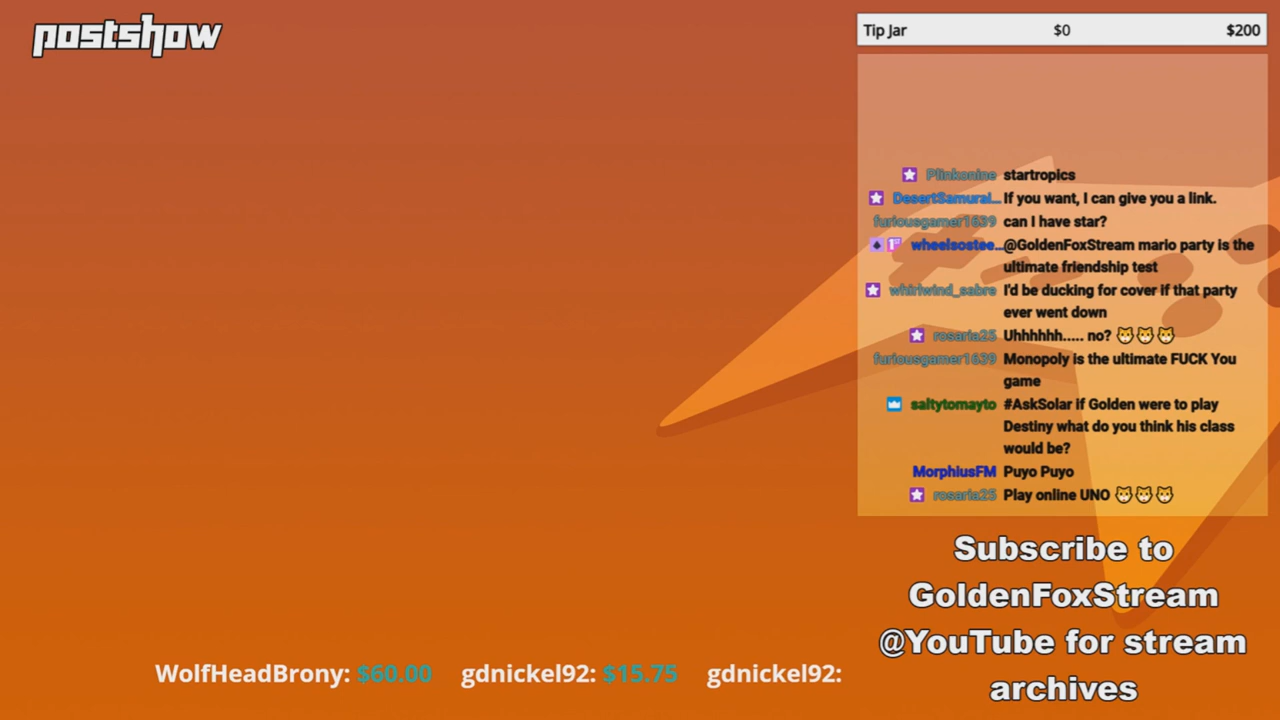 postshow
Tip Jar $0 $200
Plinkonine startropics
DesertSamurai... If you want, I can give you a link.
furiousgamer1639 can I have star?
wheelsostee... @GoldenFoxStream mario party is the
ultimate friendship test
whirlwind_sabre I'd be ducking for cover if that party
ever went down
rosaria25 Uhhhhhh..... no?
furiousgamer1639 Monopoly is the ultimate FUCK You
game
saltytomayto #AskSolar If Golden were to play
Destiny what do you think his class
would be?
MorphiusFM Puyo Puyo
rosaria25 Play online UNO
Subscribe to
GoldenFoxStream
@YouTube for stream
archives
WolfHeadBrony: $60.00 gdnickel92: $15.75 gdnickel92: